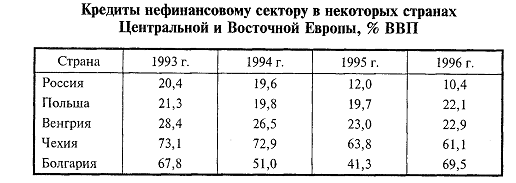 Кредиты нефинансовому сектору в некоторых странах
Центральной и Восточной Европы, % ВВП
Страна 1993 г. 1994 г. 1995 г. 1996 г.
Россия 20,4 19,6 12,0 10,4
Польша 21,3 19,8 19,7 22,1
Венгрия 28,4 26,5 23,0 22,9
Чехия 73,1 72,9 63,8 61,1
Болгария 67,8 51,0 41,3 69,5